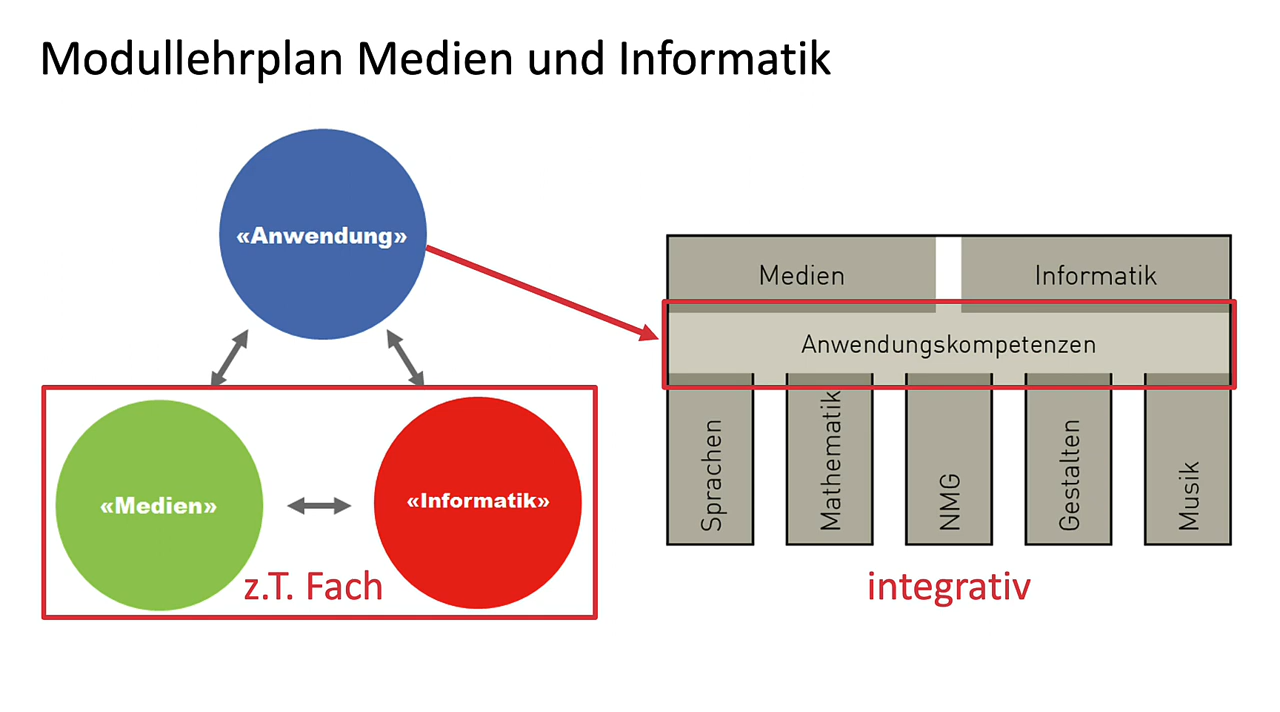 Modullehrplan Medien und Informatik
«Anwendung»
«Medien»
«Informatik»
z.T. Fach
Medien
Informatik
Anwendungskompetenzen
Sprachen
Mathematik
NMG
Gestalten
Musik
integrativ